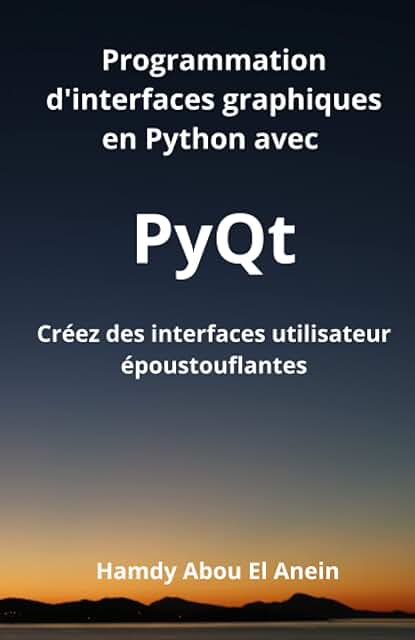 Programmation
d'interfaces graphiques
en Python avec
PyQt
Créez des interfaces utilisateur
époustouflantes
Hamdy Abou El Anein